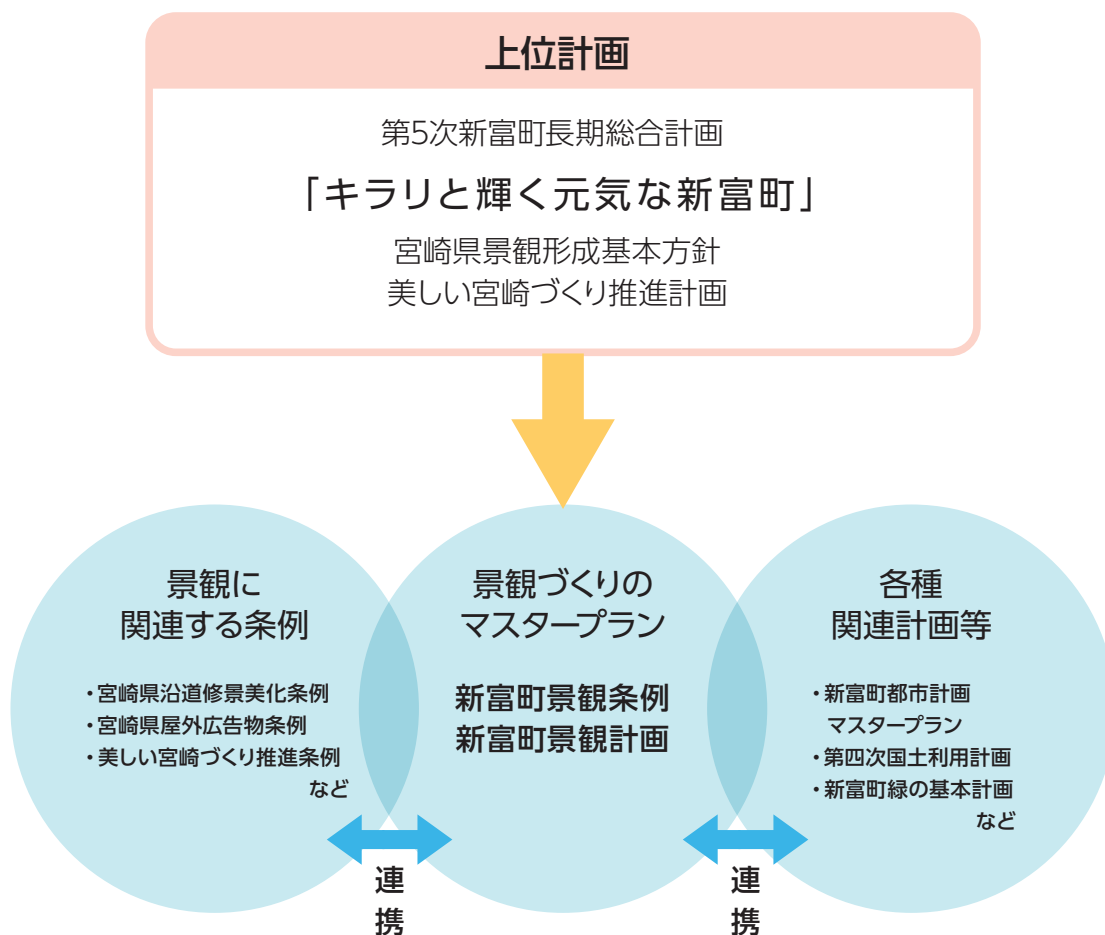 上位計画
第5次新富町長期総合計画
「キラリと輝く元気な新富町」
宮崎県景観形成基本方針
美しい宮崎づくり推進計画
景観に
関連する条例
・宮崎県沿道修景美化条例
・宮崎県屋外広告物条例
・美しい宮崎づくり推進条例
など
景観づくりの
マスタープラン
新富町景観条例
新富町景観計画
各種
関連計画等
・新富町都市計画
マスタープラン
・第四次国土利用計画
・新富町緑の基本計画
など
連
携
連
携